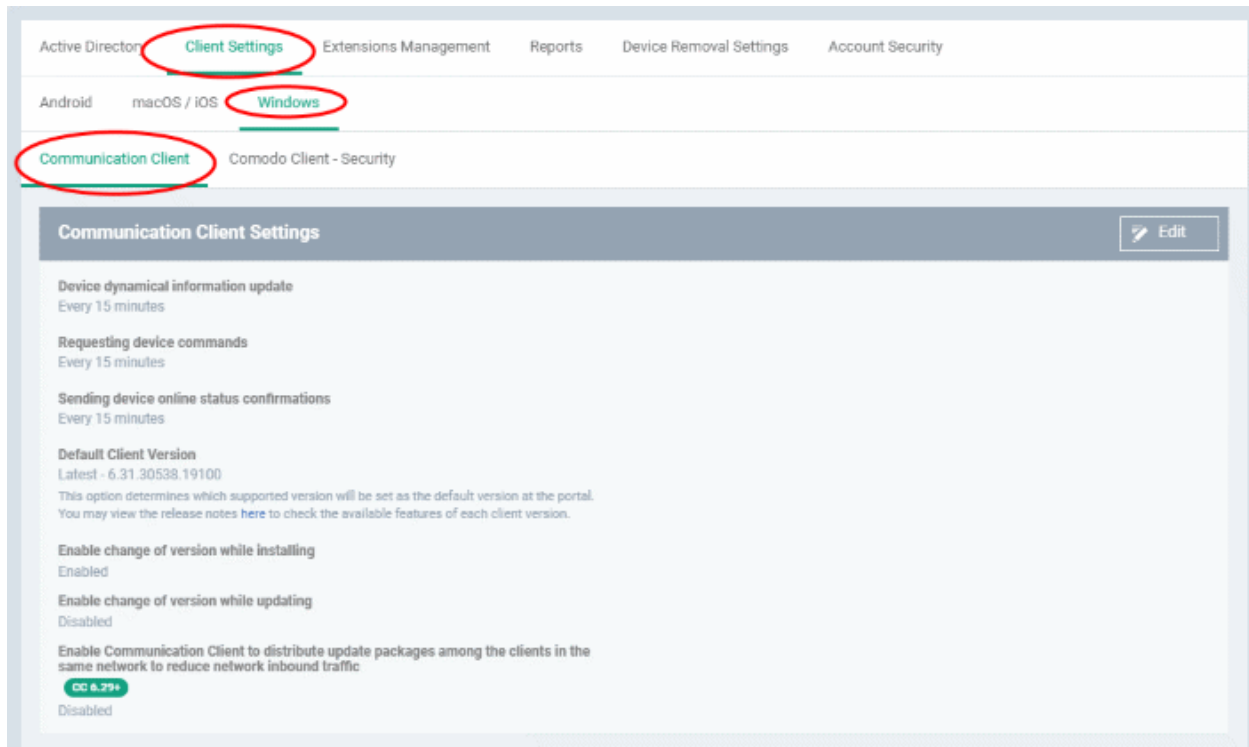 Active Directory Client Settings Extensions Management Reports Device Removal Settings Account Security
Android macOS / iOS Windows
Communication Client Comodo Client - Security
Communication Client Settings Edit
Device dynamical information update
Every 15 minutes
Requesting device commands
Every 15 minutes
Sending device online status confirmations
Every 15 minutes
Default Client Version
Latest - 6.31.30538.19100
This option determines which supported version will be set as the default version at the portal.
You may view the release notes here to check the available features of each client version.
Enable change of version while installing
Enabled
Enable change of version while updating
Disabled
Enable Communication Client to distribute update packages among the clients in the
same network to reduce network inbound traffic
CC 6.29+
Disabled